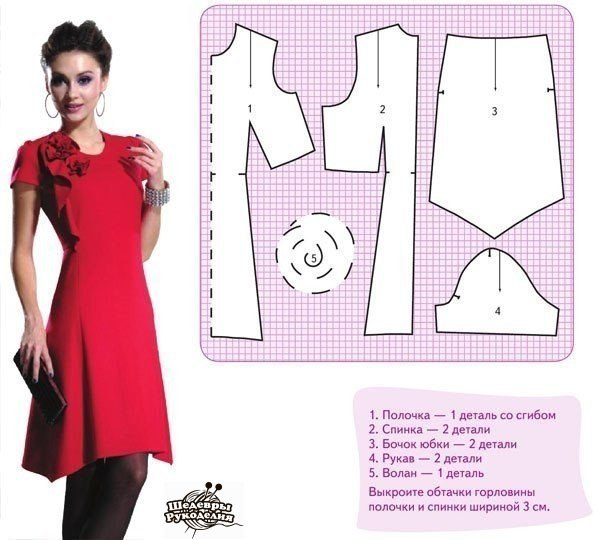 1
2
3
5
4
1. Полочка — 1 деталь со сгибом
2. Спинка — 2 детали
3. Бочок юбки — 2 детали
4. Рукав — 2 детали
5. Волан — 1 деталь
Выкроите обтачки горловины
полочки и спинки шириной 3 см.
Шедевры
Рукоделия